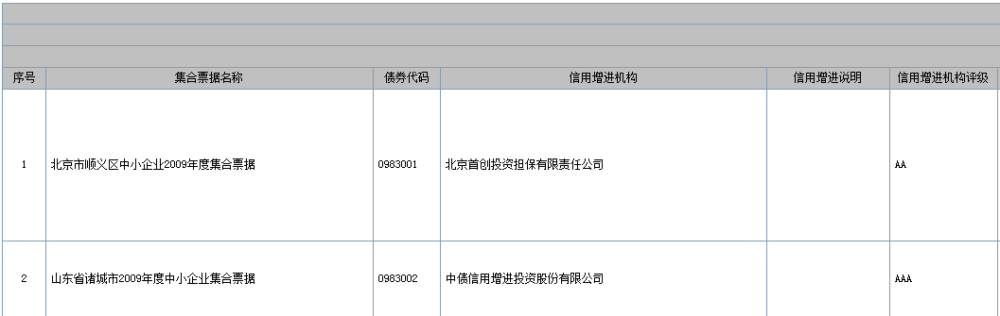 序号 集合票据名称 债券代码 信用增进机构 信用增进说明 信用增进机构评级
1 北京市顺义区中小企业2009年度集合票据 0983001 北京首创投资担保有限责任公司 AA
2 山东省诸城市2009年度中小企业集合票据 0983002 中债信用增进投资股份有限公司 AAA